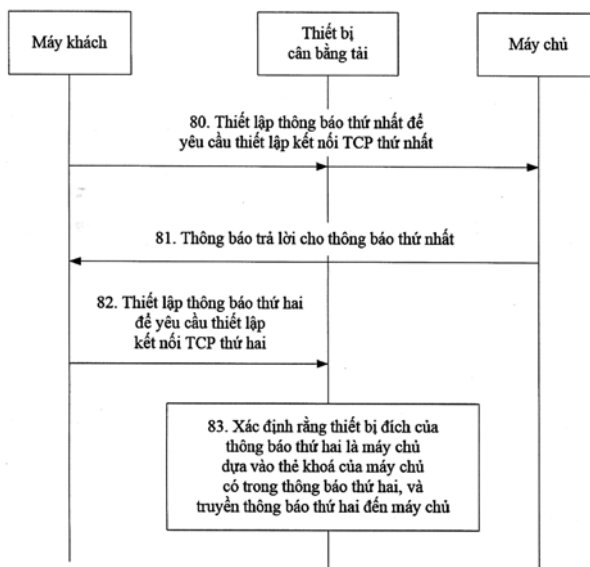 Máy khách
Thiết bị
cân bằng tải
Máy chủ
80. Thiết lập thông báo thứ nhất để
yêu cầu thiết lập kết nối TCP thứ nhất
81. Thông báo trả lời cho thông báo thứ nhất
82. Thiết lập thông báo thứ hai
để yêu cầu thiết lập
kết nối TCP thứ hai
83. Xác định rằng thiết bị đích của
thông báo thứ hai là máy chủ
dựa vào thẻ khoá của máy chủ
có trong thông báo thứ hai, và
truyền thông báo thứ hai đến máy chủ